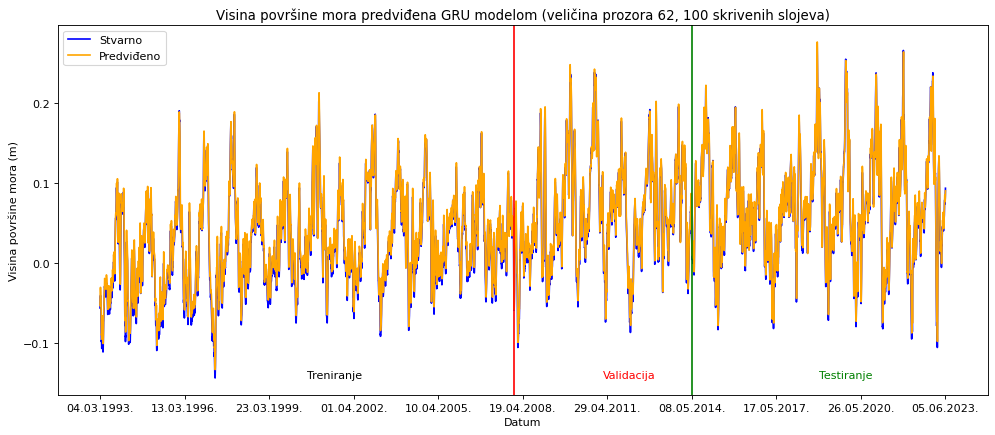 Visina površine mora predviđena GRU modelom (veličina prozora 62, 100 skrivenih slojeva)
Stvarno
Predviđeno
Visina površine mora (m)
0.2
0.1
0.0
−0.1
Treniranje
Validacija
Testiranje
04.03.1993.
13.03.1996.
23.03.1999.
01.04.2002.
10.04.2005.
19.04.2008.
29.04.2011.
08.05.2014.
17.05.2017.
26.05.2020.
05.06.2023.
Datum